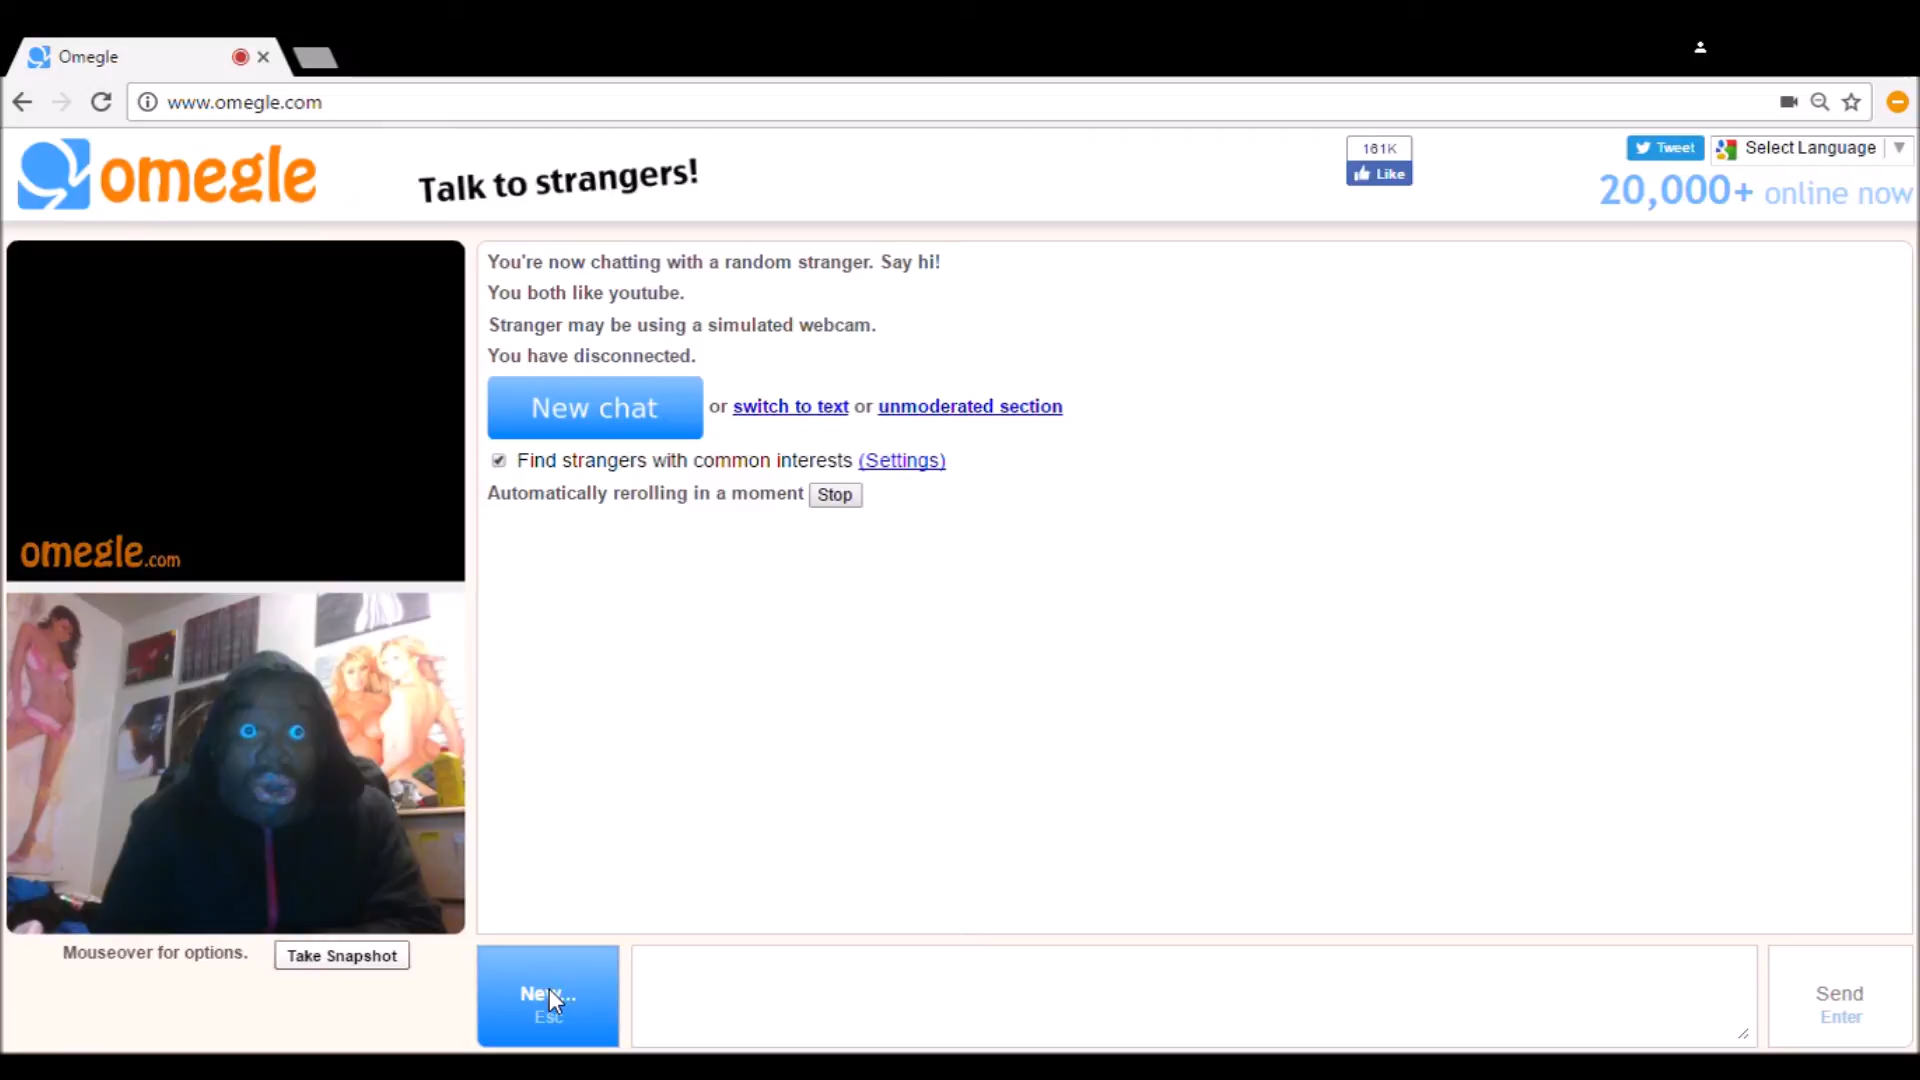 Omegle
www.omegle.com
omegle
Talk to strangers!
161K
Like
Tweet
Select Language
20,000+ online now
You're now chatting with a random stranger. Say hi!
You both like youtube.
Stranger may be using a simulated webcam.
You have disconnected.
New chat or switch to text or unmoderated section
Find strangers with common interests (Settings)
Automatically rerolling in a moment Stop
omegle.com
Mouseover for options. Take Snapshot
New...
Esc
Send
Enter